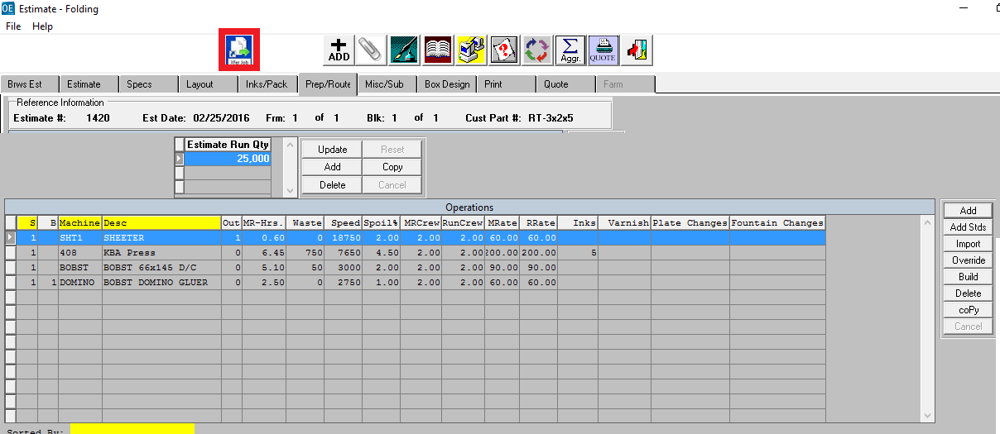 OE Estimate - Folding
File Help
Xfer Job ADD Aggr. QUOTE
Brws Est Estimate Specs Layout Inks/Pack Prep/Route Misc/Sub Box Design Print Quote Farm
Reference Information
Estimate #: 1420 Est Date: 02/25/2016 Frm: 1 of 1 Blk: 1 of 1 Cust Part #: RT-3x2x5
Estimate Run Qty
25,000
Update Reset
Add Copy
Delete Cancel
Operations
S B Machine Desc Out MR-Hrs. Waste Speed Spoil% MRCrew RunCrew MRate RRate Inks Varnish Plate Changes Fountain Changes
1 SHT1 SHEETER 1 0.60 0 18750 2.00 2.00 2.00 60.00 60.00
1 408 KBA Press 0 6.45 750 7650 4.50 2.00 2.00 200.00 200.00 5
1 BOBST BOBST 66x145 D/C 0 5.10 50 3000 2.00 2.00 2.00 90.00 90.00
1 1 DOMINO BOBST DOMINO GLUER 0 2.50 0 2750 1.00 2.00 2.00 60.00 60.00
Add
Add Stds
Import
Override
Build
Delete
coPy
Cancel
Sorted By: